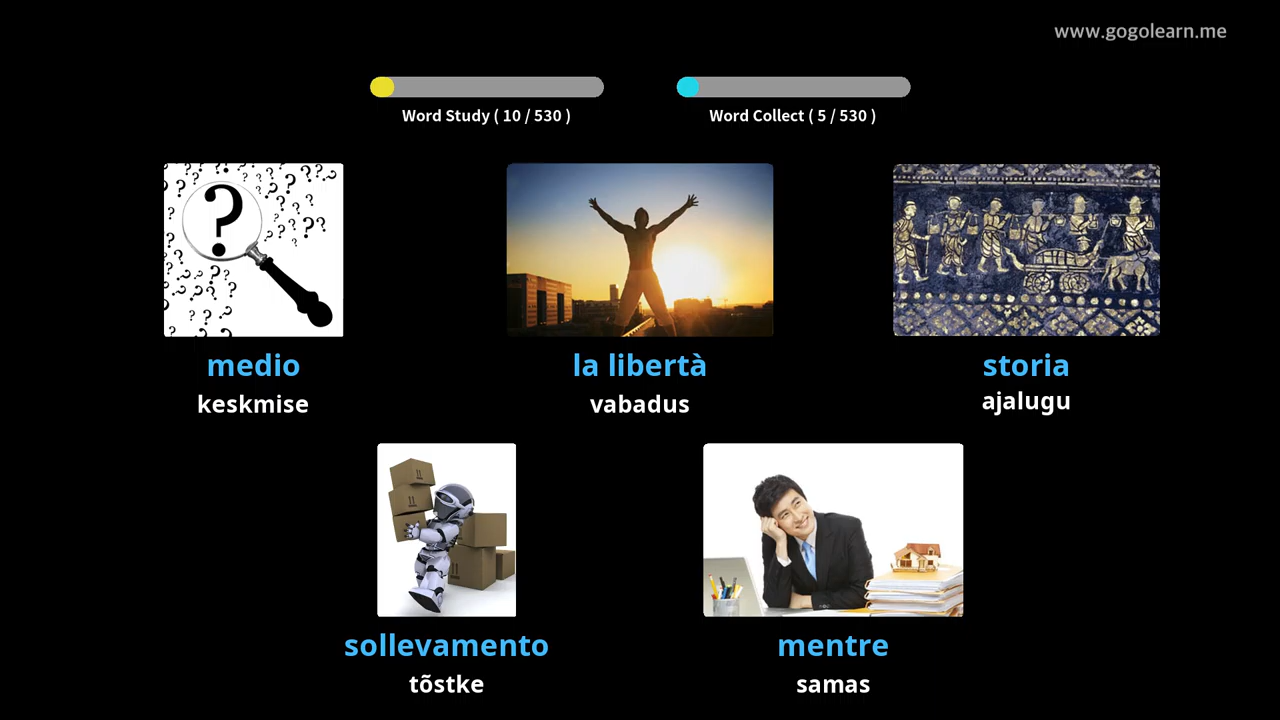 www.gogolearn.me
Word Study ( 10 / 530 )
Word Collect ( 5 / 530 )
medio
keskmise
la libertà
vabadus
storia
ajalugu
sollevamento
tõstke
mentre
samas